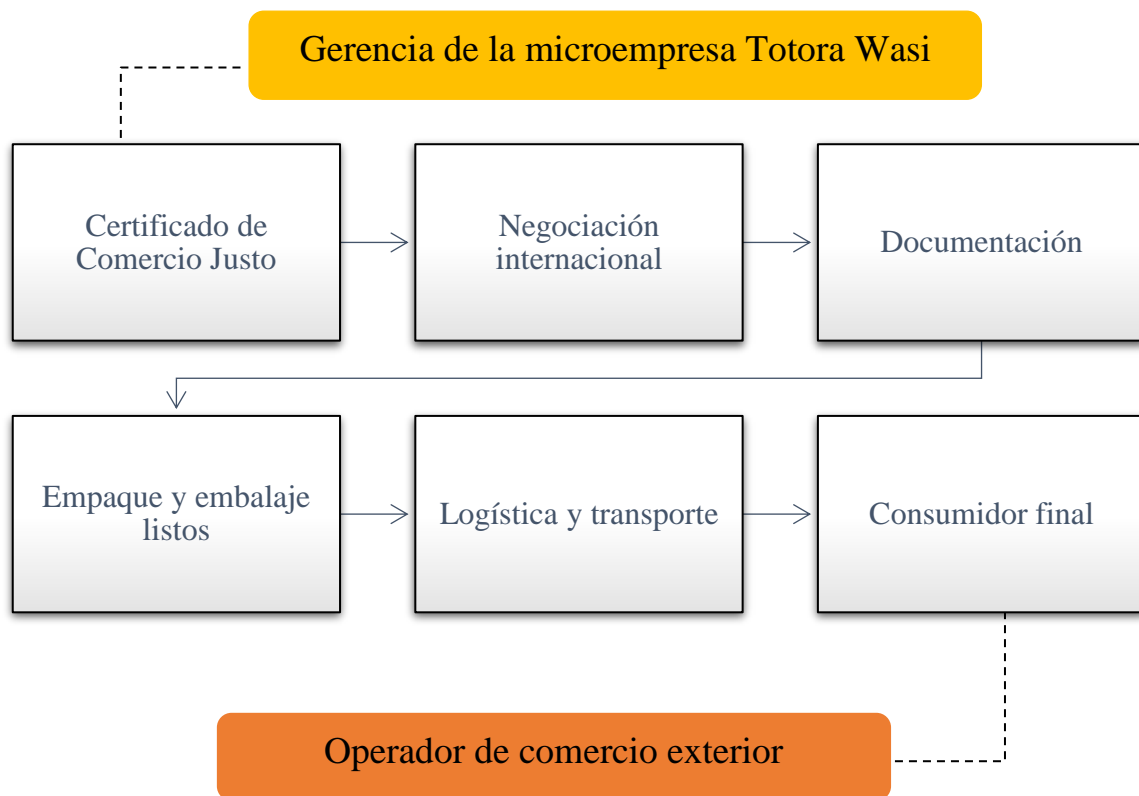 Gerencia de la microempresa Totora Wasi
Certificado de
Comercio Justo
Negociación
internacional
Documentación
Empaque y embalaje
listos
Logística y transporte
Consumidor final
Operador de comercio exterior